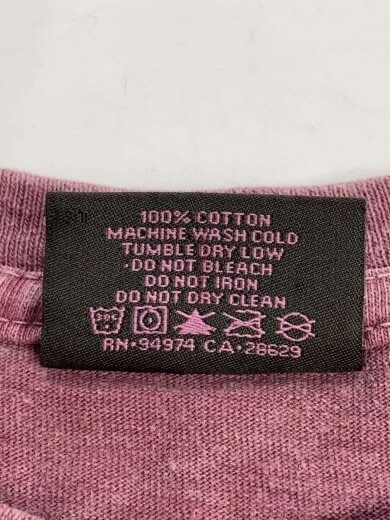 100% COTTON
MACHINE WASH COLD
TUMBLE DRY LOW
·DO NOT BLEACH
DO NOT IRON
DO NOT DRY CLEAN
RN·94974 CA·28629